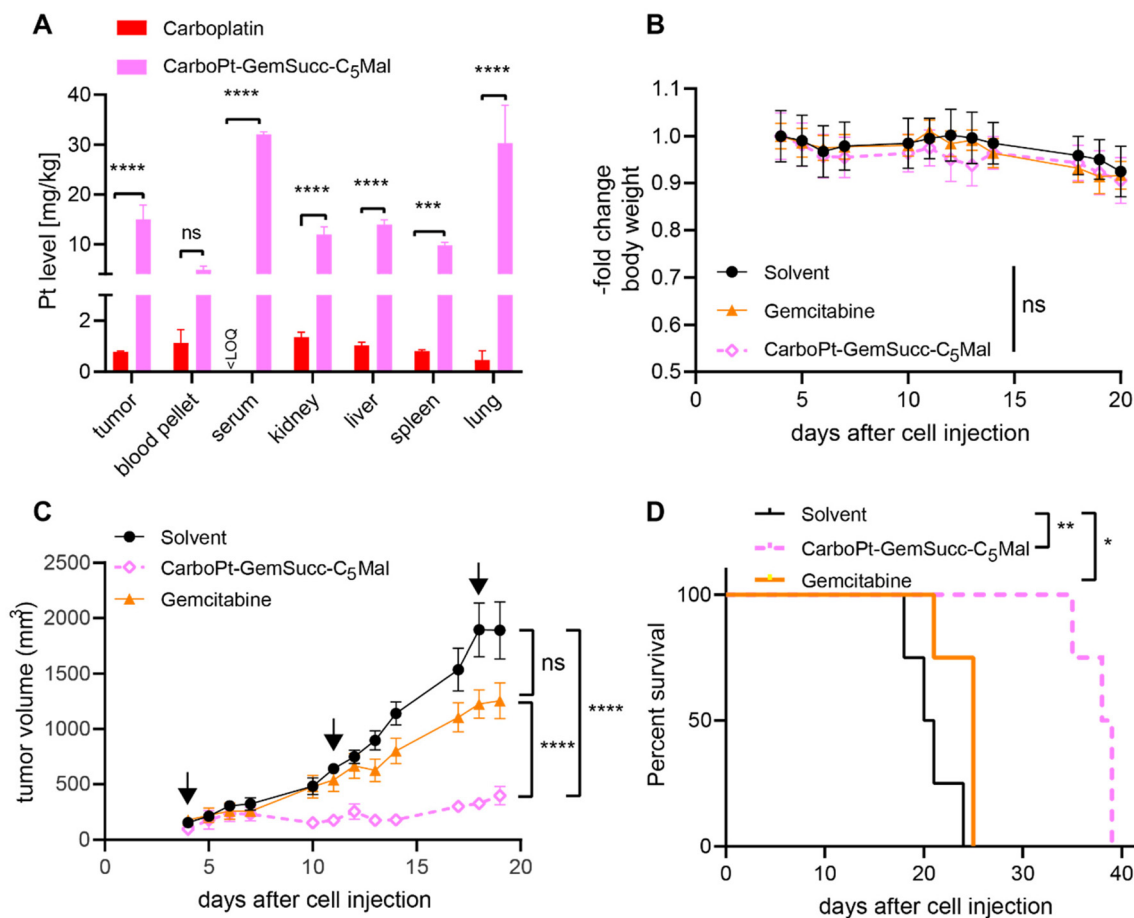 A
Carboplatin
CarboPt-GemSucc-C5Mal
Pt level [mg/kg]
40
30
20
10
2
1
0
****
ns
****
****
****
***
****
<LOQ
tumor
blood pellet
serum
kidney
liver
spleen
lung
B
-fold change
body weight
1.1
1.0
0.9
0.8
0.7
0.6
0.5
Solvent
Gemcitabine
CarboPt-GemSucc-C5Mal
ns
0
5
10
15
20
days after cell injection
C
Solvent
CarboPt-GemSucc-C5Mal
Gemcitabine
tumor volume (mm3)
2500
2000
1500
1000
500
0
ns
****
****
0
5
10
15
20
days after cell injection
D
Solvent
CarboPt-GemSucc-C5Mal
Gemcitabine
**
*
Percent survival
100
50
0
0
10
20
30
40
days after cell injection